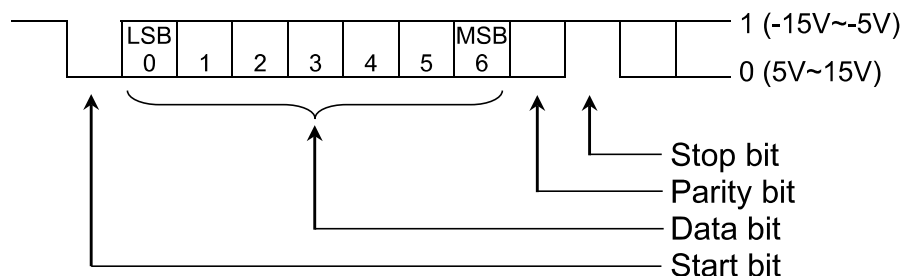 LSB MSB 1 (-15V~-5V)
0 1 2 3 4 5 6 0 (5V~15V)
Stop bit
Parity bit
Data bit
Start bit